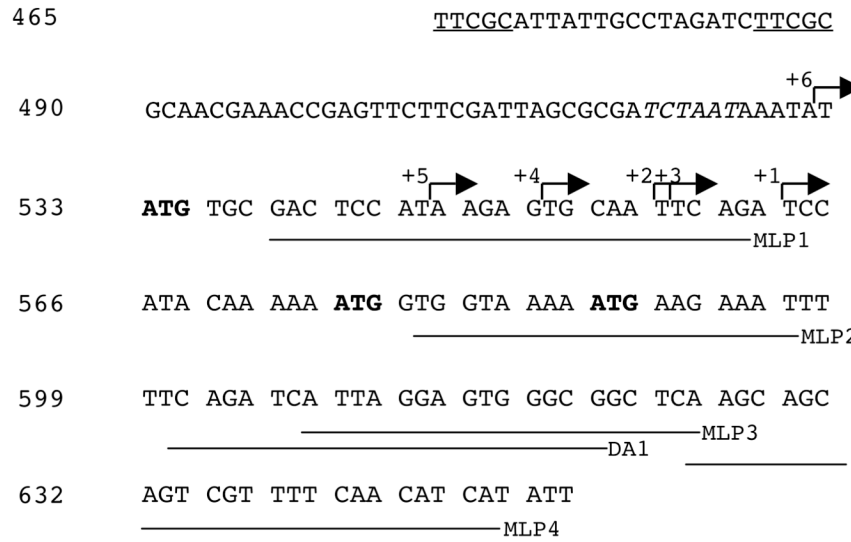 465 TTCGCATTATTGCCTAGATCTTCGC
+6
490 GCAACGAAACCGAGTTCTTCGATTAGCGCGATCTAATAAATAT
+5 +4 +2+3 +1
533 ATG TGC GAC TCC ATA AGA GTG CAA TTC AGA TCC
MLP1
566 ATA CAA AAA ATG GTG GTA AAA ATG AAG AAA TTT
MLP2
599 TTC AGA TCA TTA GGA GTG GGC GGC TCA AGC AGC
MLP3
DA1
632 AGT CGT TTT CAA CAT CAT ATT
MLP4